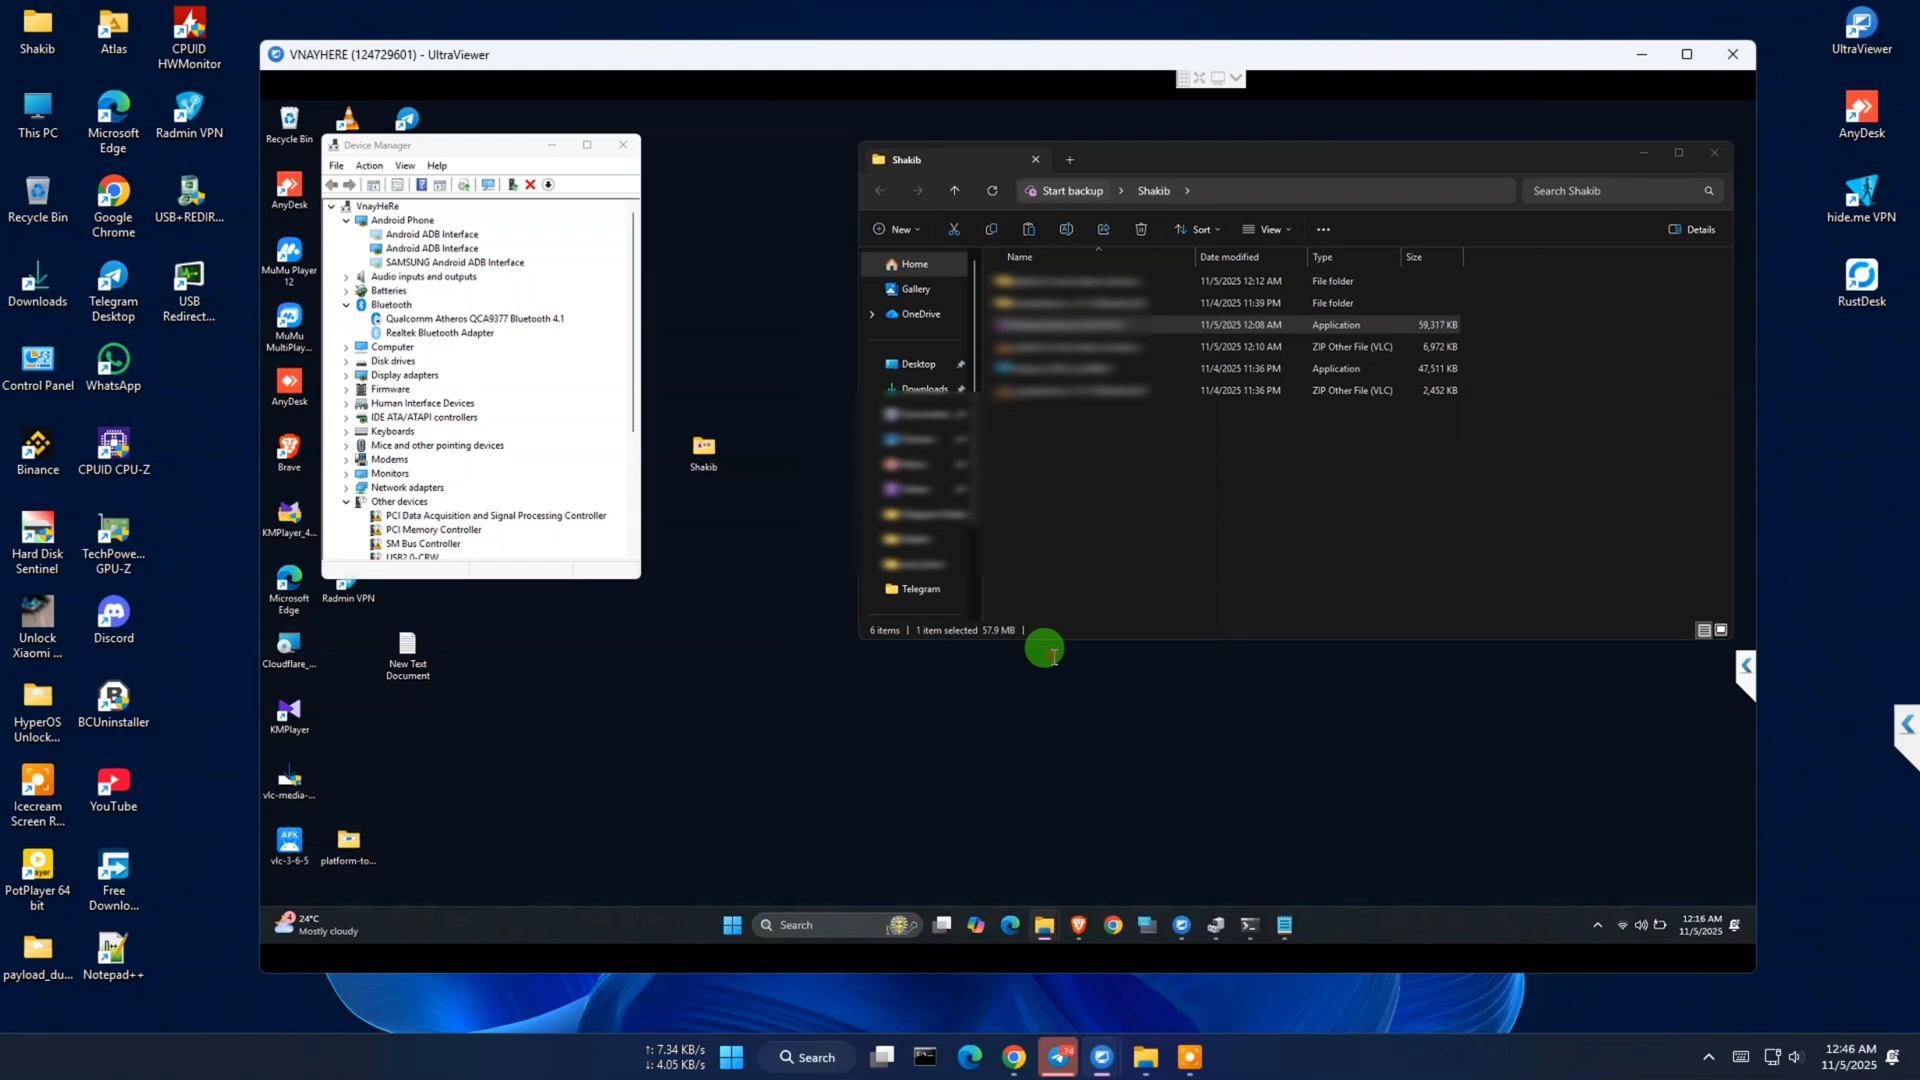 Shakib
Atlas
CPUID
HWMonitor
This PC
Microsoft
Edge
Radmin VPN
Recycle Bin
Google
Chrome
USB+REDIR...
Downloads
Telegram
Desktop
USB
Redirect...
Control Panel
WhatsApp
Binance
CPUID CPU-Z
Hard Disk
Sentinel
TechPowe...
GPU-Z
Unlock
Xiaomi ...
Discord
HyperOS
Unlock...
BCUninstaller
Icecream
Screen R...
YouTube
PotPlayer 64
bit
Free
Downlo...
payload_du...
Notepad++
UltraViewer
AnyDesk
hide.me VPN
RustDesk
VNAYHERE (124729601) - UltraViewer
Recycle Bin
AnyDesk
MuMu Player
12
MuMu
MultiPlay...
AnyDesk
Brave
KMPlayer_4...
Microsoft
Edge
Radmin VPN
Cloudflare_...
New Text
Document
KMPlayer
vlc-media-...
APK
vlc-3-6-5
platform-to...
Shakib
Device Manager
File Action View Help
VnayHeRe
Android Phone
Android ADB Interface
Android ADB Interface
SAMSUNG Android ADB Interface
Audio inputs and outputs
Batteries
Bluetooth
Qualcomm Atheros QCA9377 Bluetooth 4.1
Realtek Bluetooth Adapter
Computer
Disk drives
Display adapters
Firmware
Human Interface Devices
IDE ATA/ATAPI controllers
Keyboards
Mice and other pointing devices
Modems
Monitors
Network adapters
Other devices
PCI Data Acquisition and Signal Processing Controller
PCI Memory Controller
SM Bus Controller
USB2.0-CRW
Shakib
Start backup > Shakib >
Search Shakib
New Sort View ... Details
Home
Gallery
OneDrive
Desktop
Downloads
Telegram
Name Date modified Type Size
11/5/2025 12:12 AM File folder
11/4/2025 11:39 PM File folder
11/5/2025 12:08 AM Application 59,317 KB
11/5/2025 12:10 AM ZIP Other File (VLC) 6,972 KB
11/4/2025 11:36 PM Application 47,511 KB
11/4/2025 11:36 PM ZIP Other File (VLC) 2,452 KB
6 items | 1 item selected 57.9 MB |
4
24°C
Mostly cloudy
Search
12:16 AM
11/5/2025
↑: 7.34 KB/s
↓: 4.05 KB/s
Search
74
12:46 AM
11/5/2025